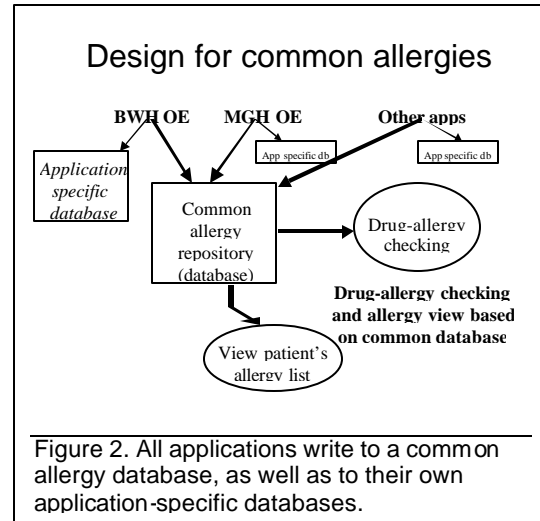 Design for common allergies
BWH OE
MGH OE
Other apps
Application
specific
database
App specific db
App specific db
Common
allergy
repository
(database)
Drug-allergy
checking
Drug-allergy checking
and allergy view based
on common database
View patient's
allergy list
Figure 2. All applications write to a common
allergy database, as well as to their own
application-specific databases.